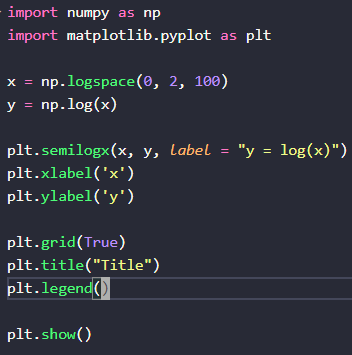 import numpy as np
import matplotlib.pyplot as plt
x = np.logspace(0, 2, 100)
y = np.log(x)
plt.semilogx(x, y, label = "y = log(x)")
plt.xlabel('x')
plt.ylabel('y')
plt.grid(True)
plt.title("Title")
plt.legend()
plt.show()